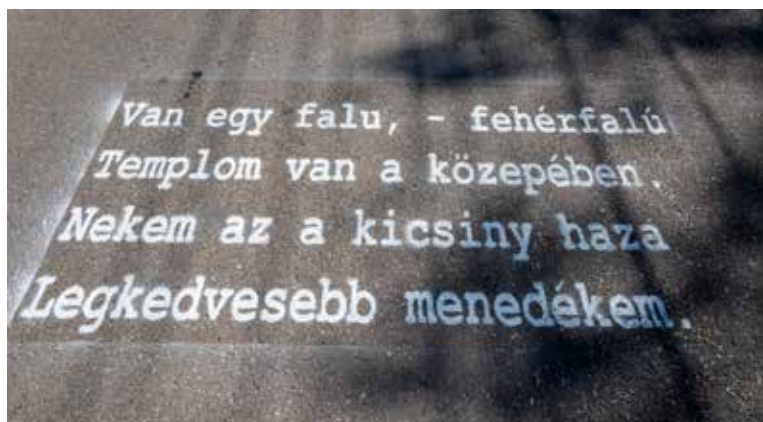 Van egy falu, - fehérfalú
Templom van a közepében.
Nekem az a kicsiny haza
Legkedvesebb menedékem.